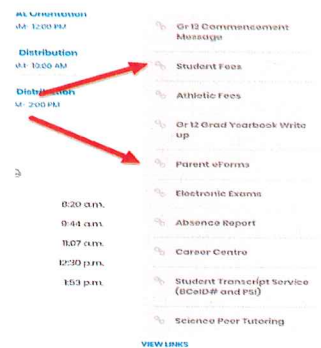 AL Orientation
12:00 PM
Distribution
10:00 AM
Distribution
2:00 PM
8:20 a.m.
9:44 a.m.
11:07 a.m.
12:30 p.m.
1:53 p.m.
Gr 12 Commencement
Message
Student Fees
Athletic Fees
Gr 12 Grad Yearbook Write
up
Parent eForms
Electronic Exams
Absence Report
Career Centre
Student Transcript Service
(BCeID# and PSI)
Science Peer Tutoring
VIEW LINKS